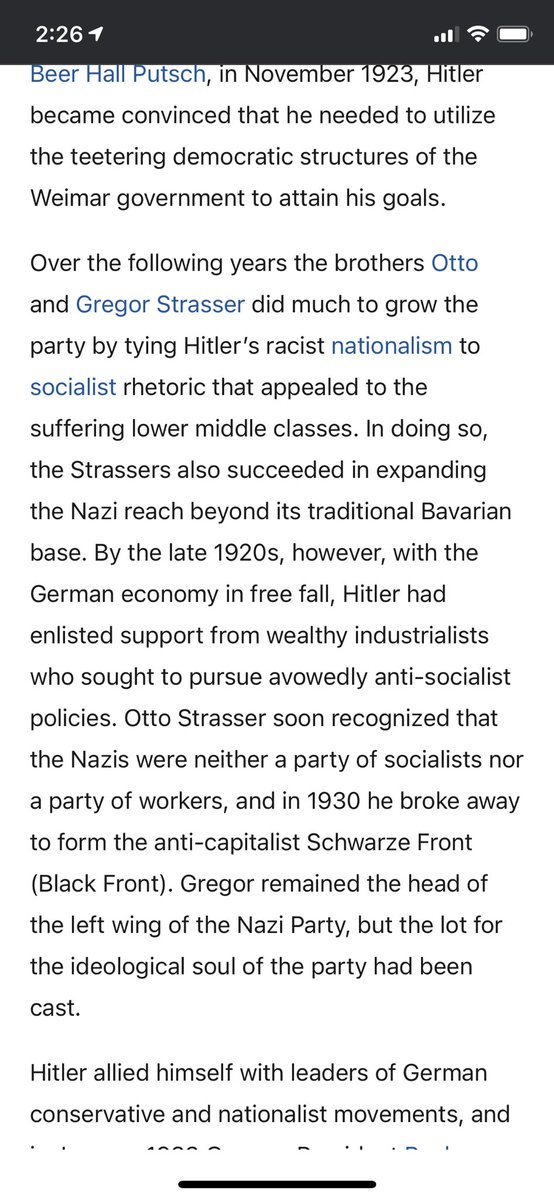 2:26
Beer Hall Putsch, in November 1923, Hitler
became convinced that he needed to utilize
the teetering democratic structures of the
Weimar government to attain his goals.
Over the following years the brothers Otto
and Gregor Strasser did much to grow the
party by tying Hitler’s racist nationalism to
socialist rhetoric that appealed to the
suffering lower middle classes. In doing so,
the Strassers also succeeded in expanding
the Nazi reach beyond its traditional Bavarian
base. By the late 1920s, however, with the
German economy in free fall, Hitler had
enlisted support from wealthy industrialists
who sought to pursue avowedly anti-socialist
policies. Otto Strasser soon recognized that
the Nazis were neither a party of socialists nor
a party of workers, and in 1930 he broke away
to form the anti-capitalist Schwarze Front
(Black Front). Gregor remained the head of
the left wing of the Nazi Party, but the lot for
the ideological soul of the party had been
cast.
Hitler allied himself with leaders of German
conservative and nationalist movements, and